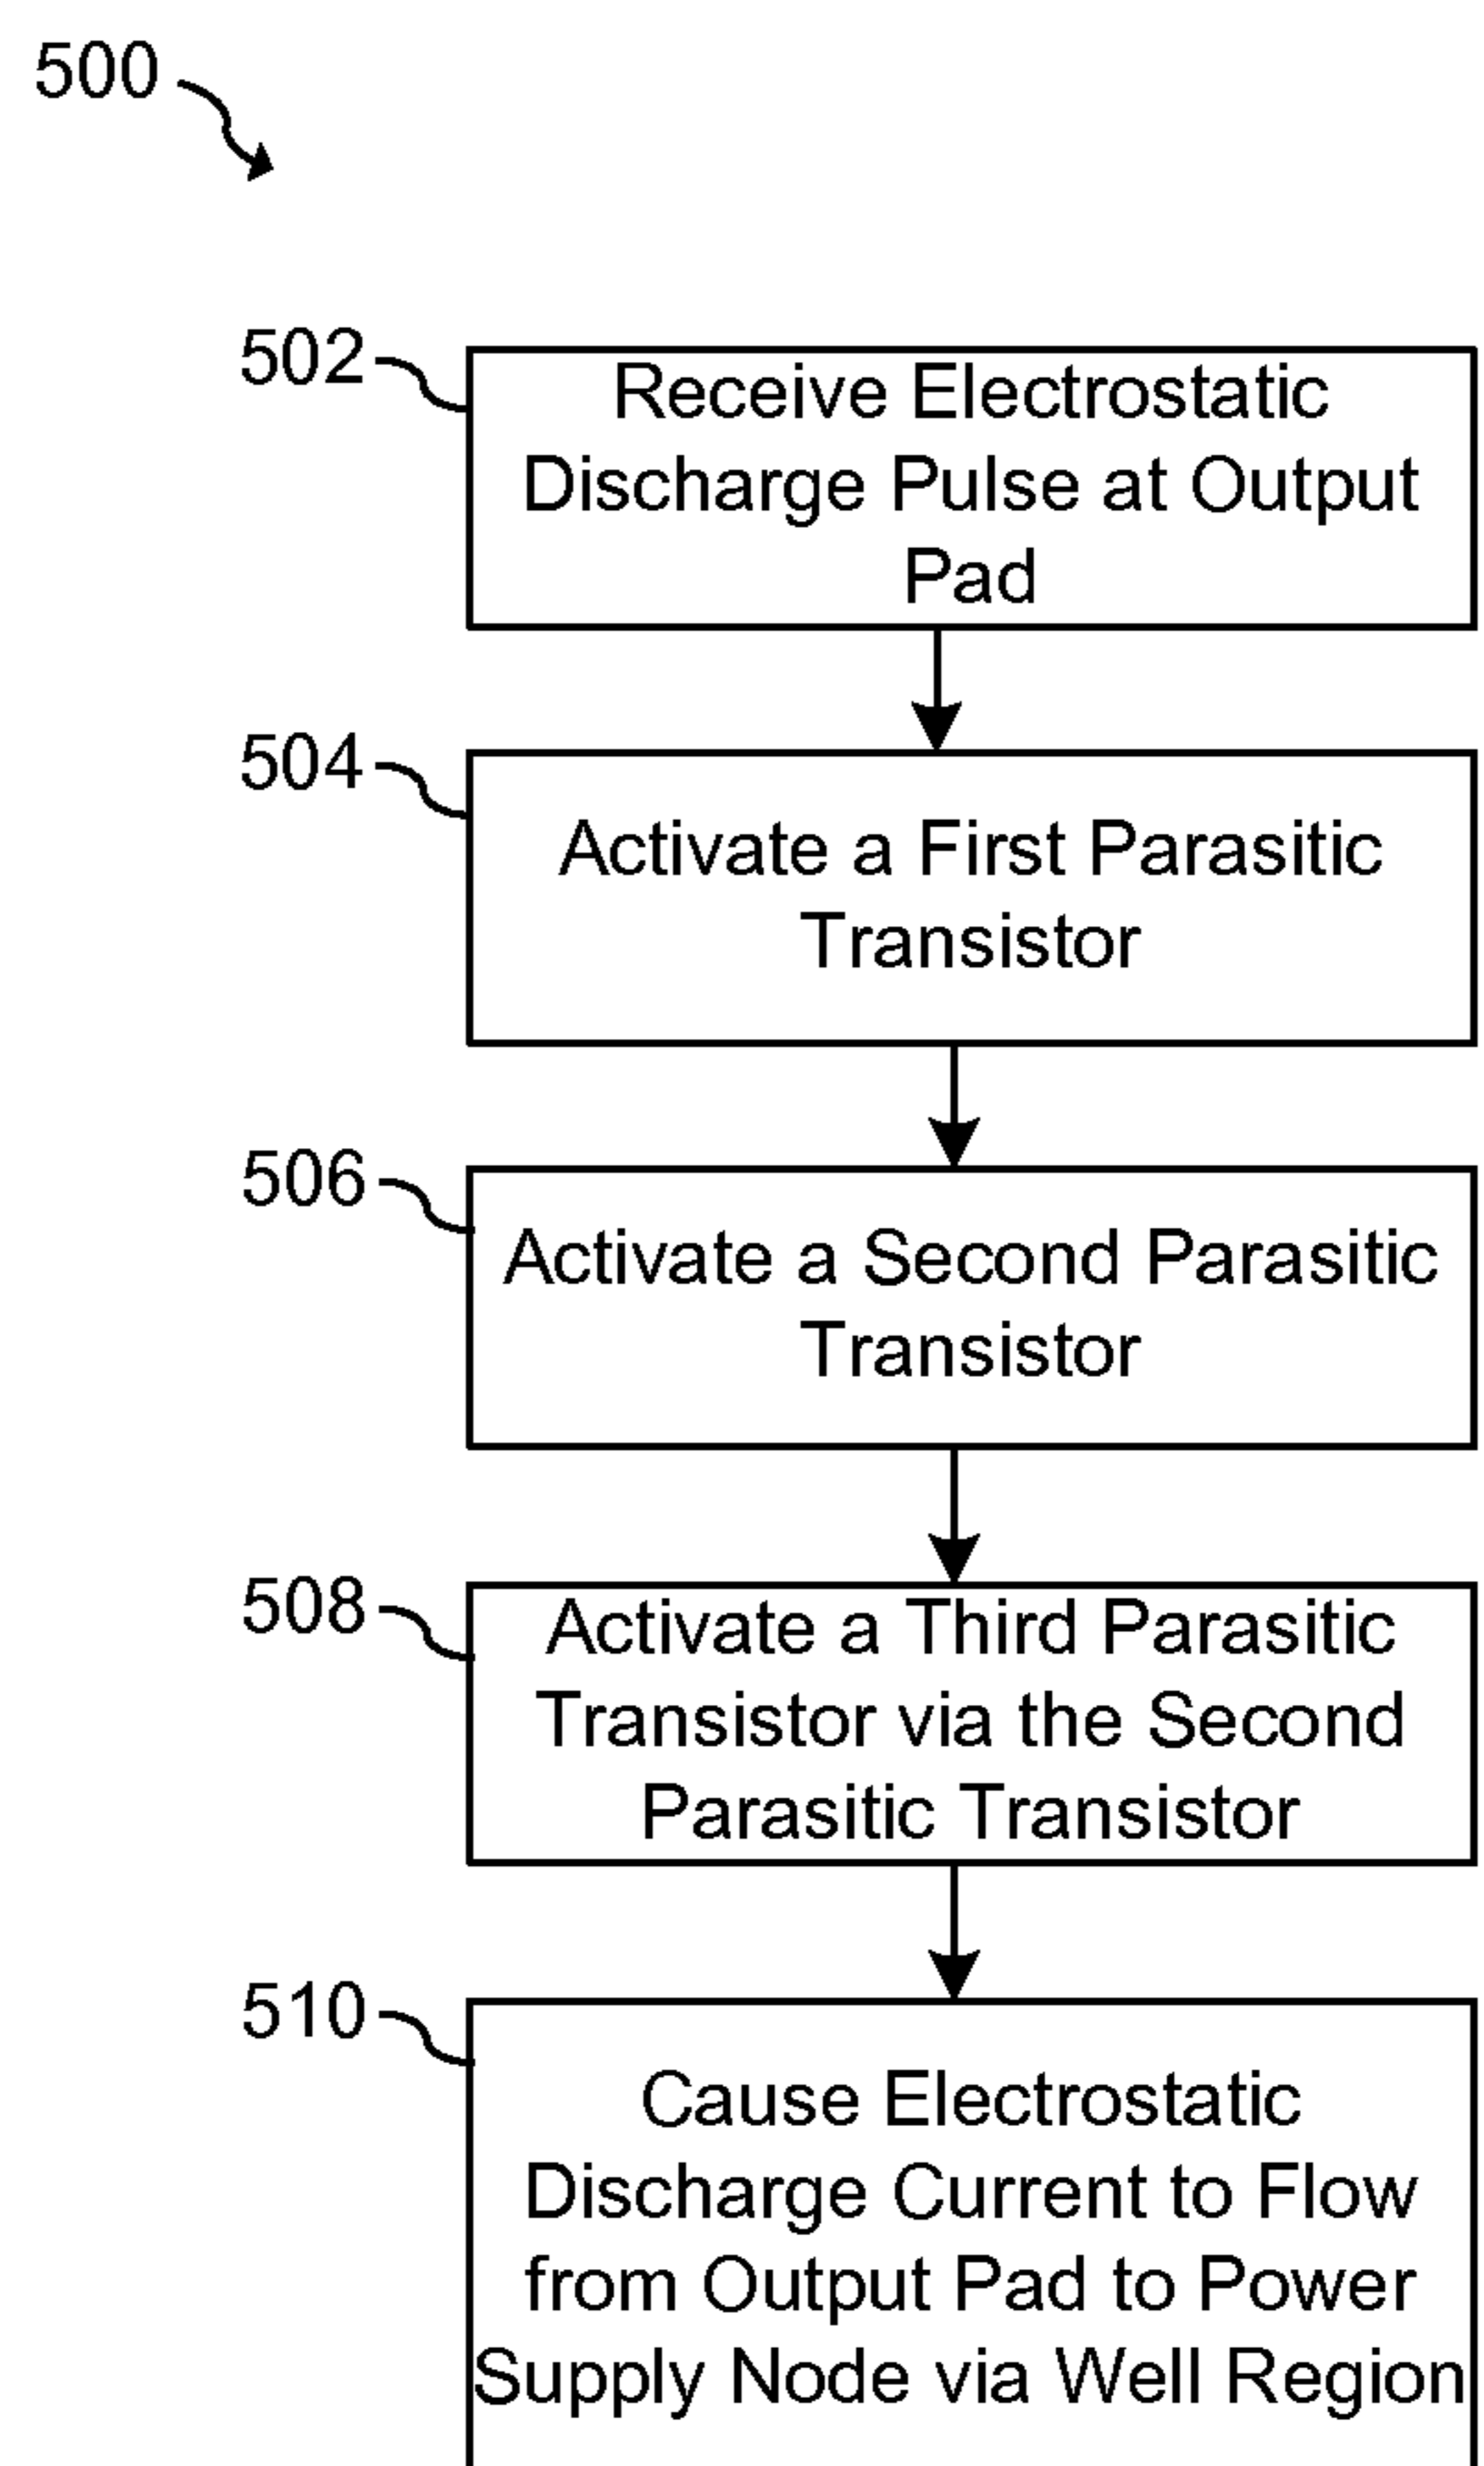 500
502
Receive Electrostatic
Discharge Pulse at Output
Pad
504
Activate a First Parasitic
Transistor
506
Activate a Second Parasitic
Transistor
508
Activate a Third Parasitic
Transistor via the Second
Parasitic Transistor
510
Cause Electrostatic
Discharge Current to Flow
from Output Pad to Power
Supply Node via Well Region